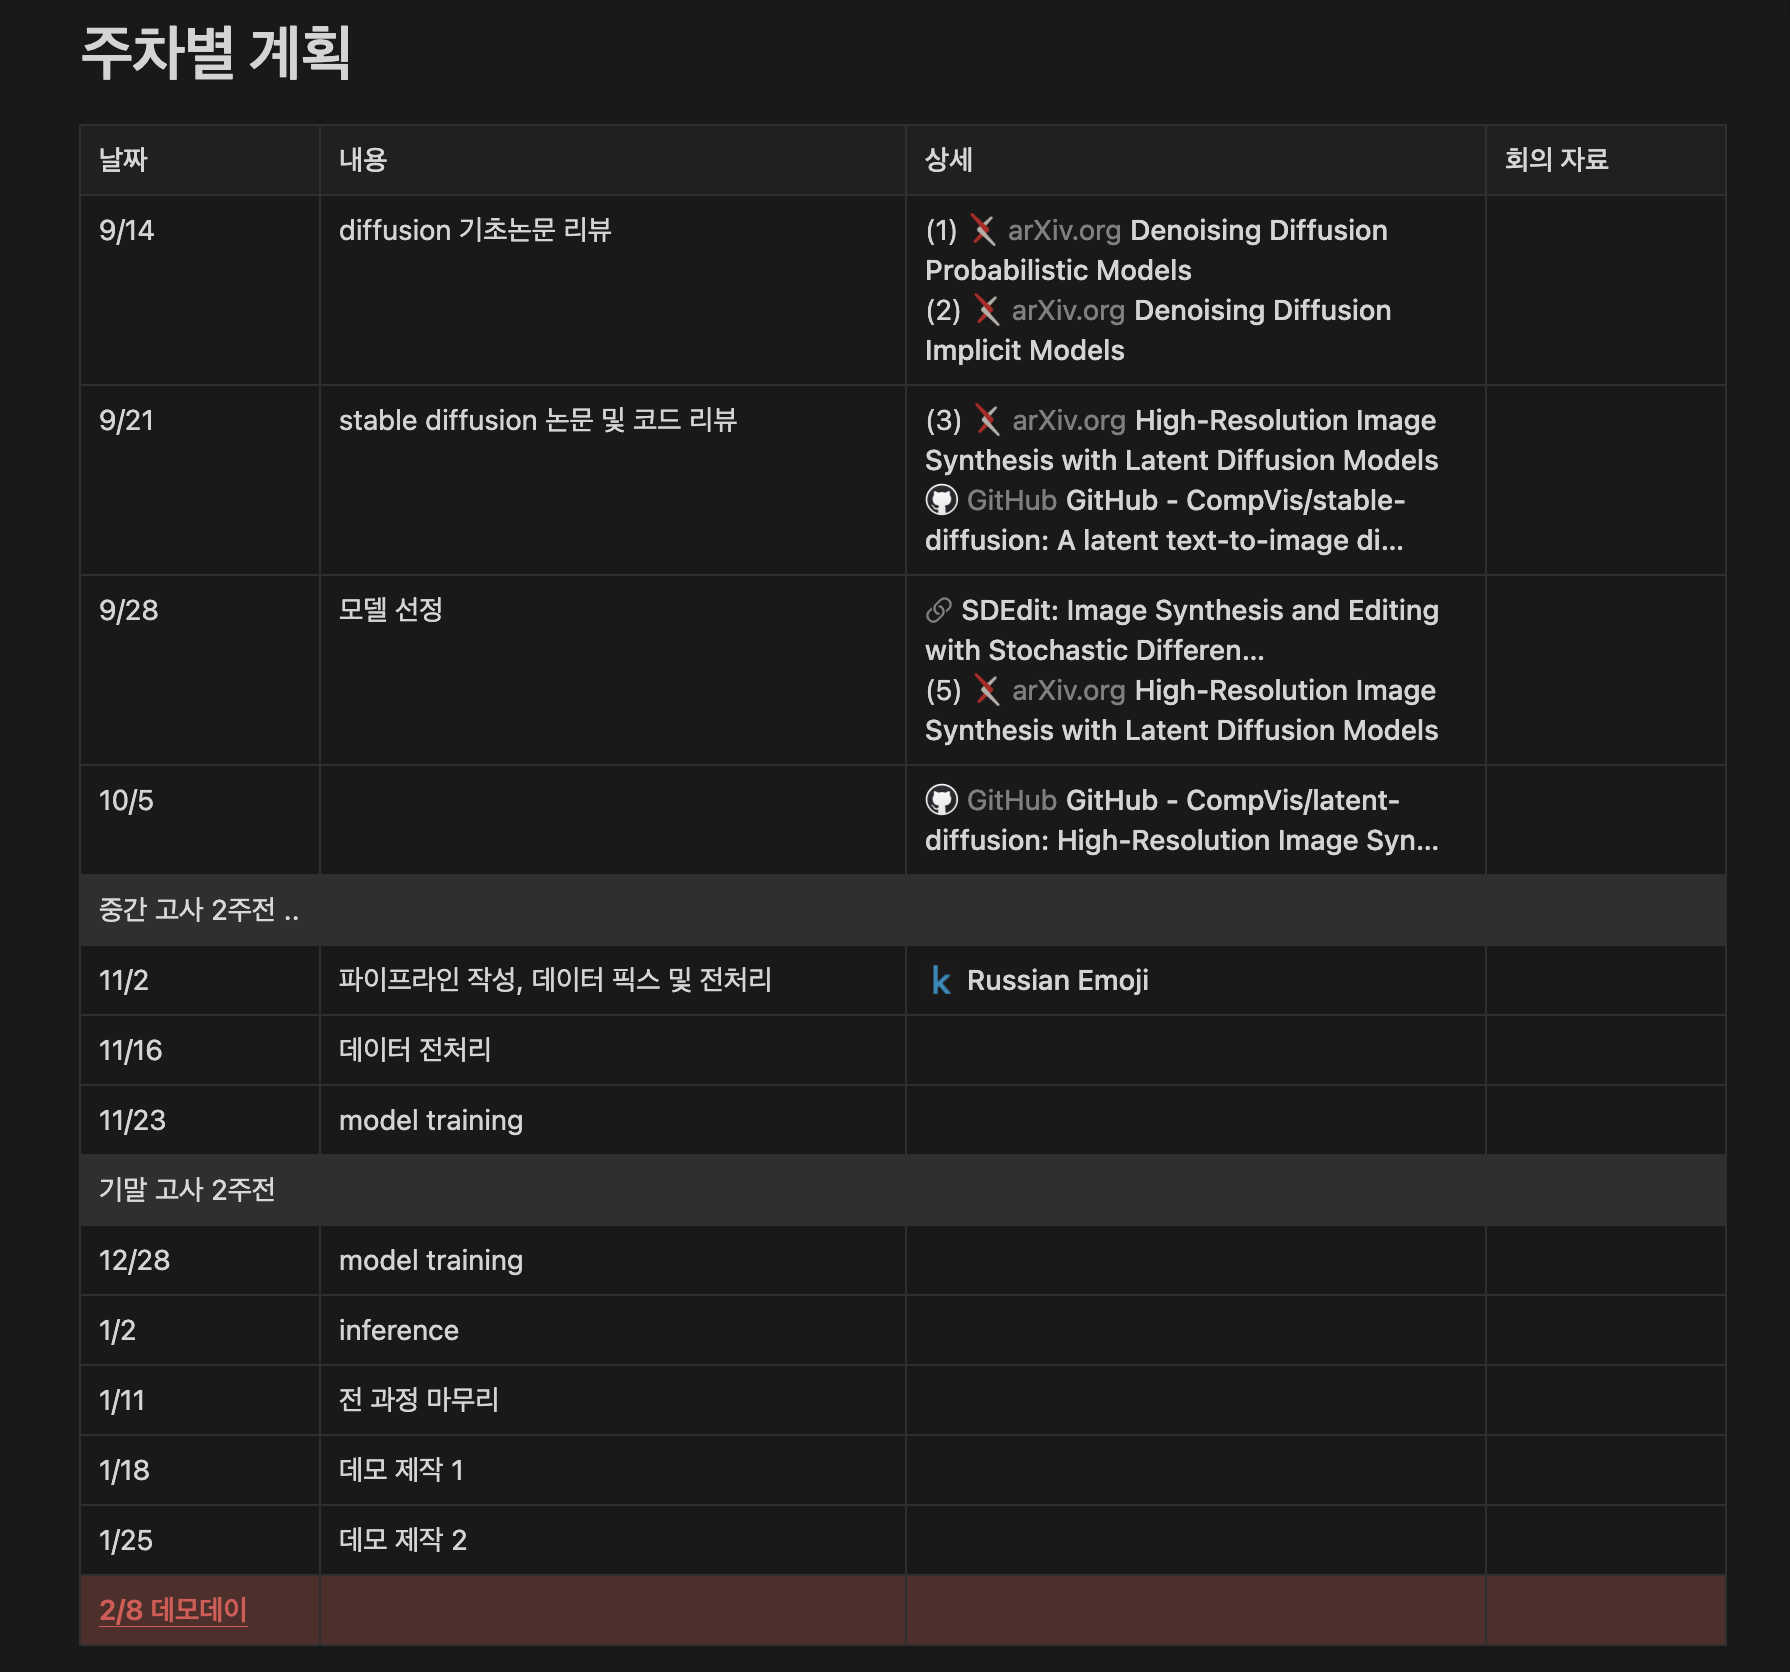 주차별 계획
날짜 내용 상세 회의 자료
9/14 diffusion 기초논문 리뷰 (1) arXiv.org Denoising Diffusion
Probabilistic Models
(2) arXiv.org Denoising Diffusion
Implicit Models
9/21 stable diffusion 논문 및 코드 리뷰 (3) arXiv.org High-Resolution Image
Synthesis with Latent Diffusion Models
GitHub GitHub - CompVis/stable-
diffusion: A latent text-to-image di...
9/28 모델 선정 SDEdit: Image Synthesis and Editing
with Stochastic Differen...
(5) arXiv.org High-Resolution Image
Synthesis with Latent Diffusion Models
10/5 GitHub GitHub - CompVis/latent-
diffusion: High-Resolution Image Syn...
중간 고사 2주전 ..
11/2 파이프라인 작성, 데이터 픽스 및 전처리 k Russian Emoji
11/16 데이터 전처리
11/23 model training
기말 고사 2주전
12/28 model training
1/2 inference
1/11 전 과정 마무리
1/18 데모 제작 1
1/25 데모 제작 2
2/8 데모데이